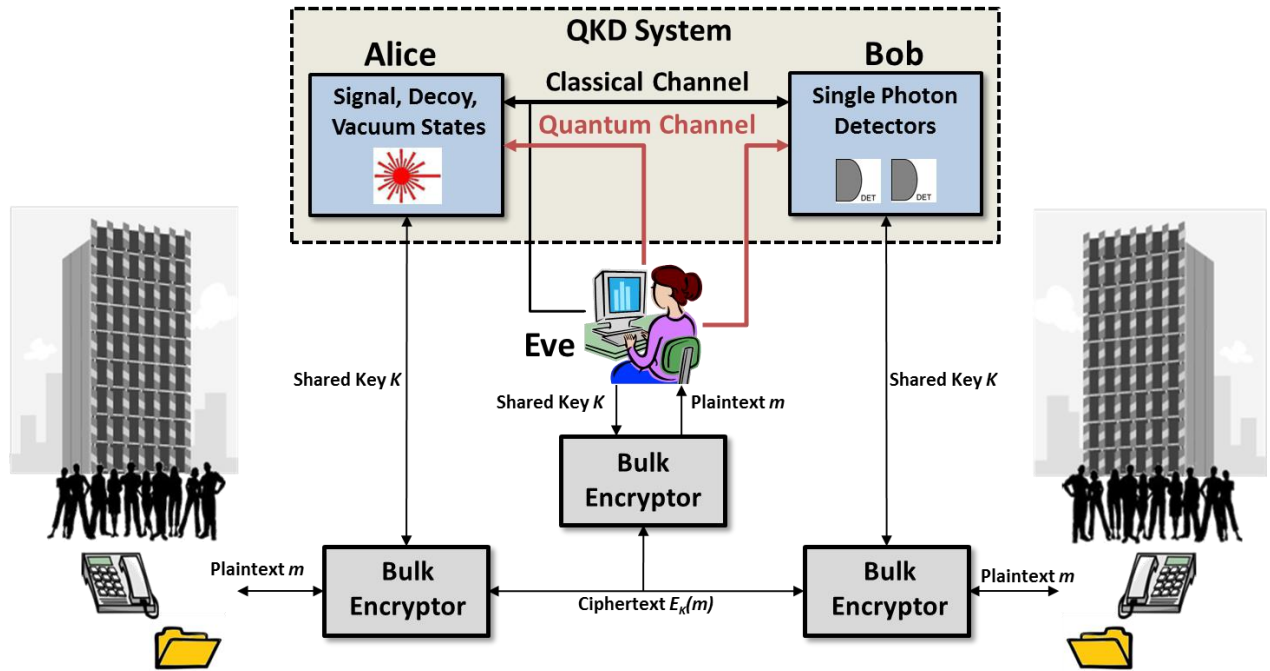 QKD System
Alice
Bob
Signal, Decoy,
Vacuum States
Classical Channel
Quantum Channel
Single Photon
Detectors
DET
DET
Eve
Shared Key K
Shared Key K
Plaintext m
Shared Key K
Bulk
Encryptor
Plaintext m
Bulk
Encryptor
Ciphertext E_K(m)
Bulk
Encryptor
Plaintext m